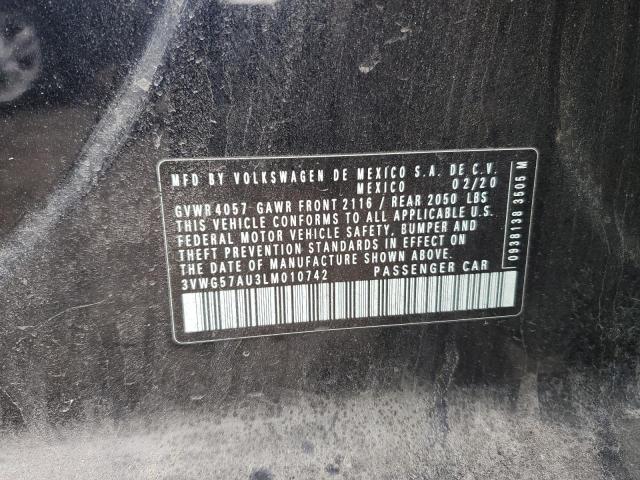 MFD BY VOLKSWAGEN DE MEXICO S.A. DE C.V.
MEXICO 02/20
GVWR 4057 GAWR FRONT 2116 / REAR 2050 LBS
THIS VEHICLE CONFORMS TO ALL APPLICABLE U.S.
FEDERAL MOTOR VEHICLE SAFETY, BUMPER AND
THEFT PREVENTION STANDARDS IN EFFECT ON
THE DATE OF MANUFACTURE SHOWN ABOVE.
3VWG57AU3LM010742 PASSENGER CAR
0938138 3505 M